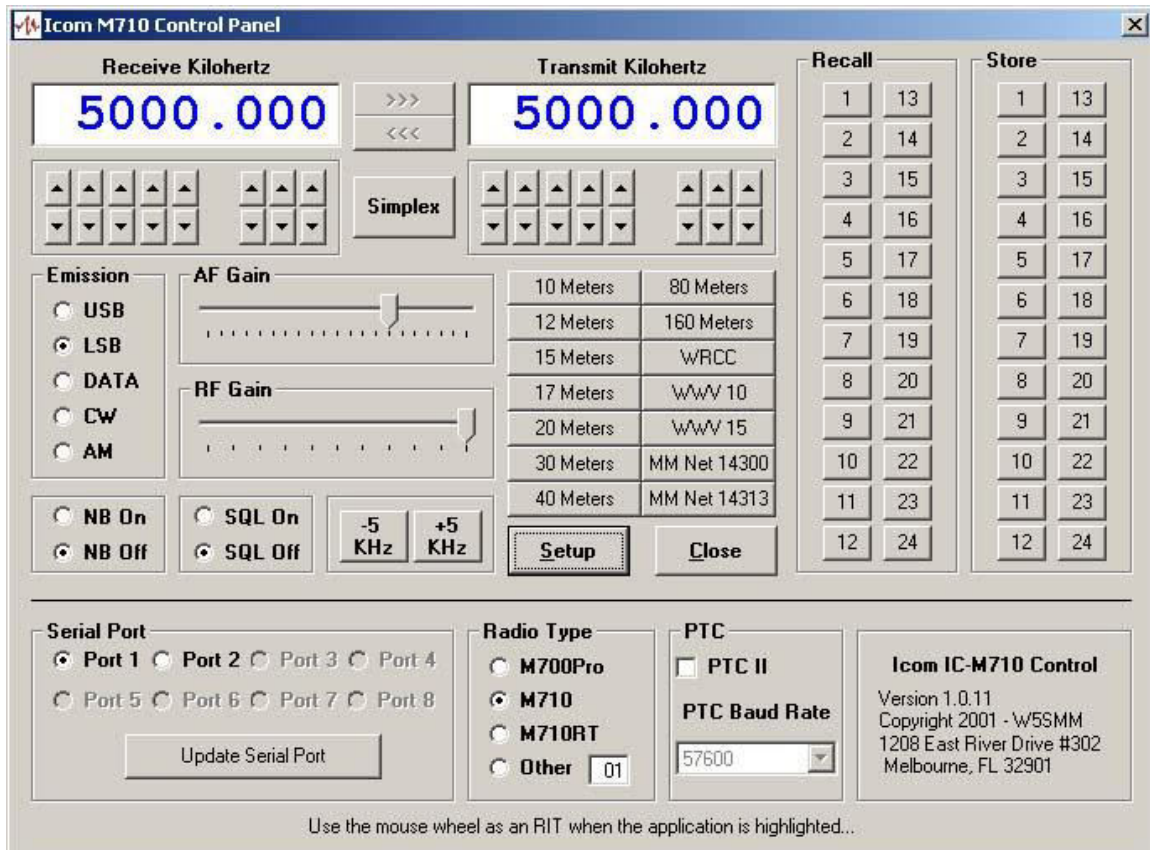 Icom M710 Control Panel
Receive Kilohertz
5000.000
>>>
<<<
Transmit Kilohertz
5000.000
Simplex
Emission
USB
LSB
DATA
CW
AM
AF Gain
RF Gain
NB On
NB Off
SQL On
SQL Off
-5 KHz
+5 KHz
10 Meters 80 Meters
12 Meters 160 Meters
15 Meters WRCC
17 Meters WWV 10
20 Meters WWV 15
30 Meters MM Net 14300
40 Meters MM Net 14313
Setup Close
Recall
1 13
2 14
3 15
4 16
5 17
6 18
7 19
8 20
9 21
10 22
11 23
12 24
Store
1 13
2 14
3 15
4 16
5 17
6 18
7 19
8 20
9 21
10 22
11 23
12 24
Serial Port
Port 1 Port 2 Port 3 Port 4
Port 5 Port 6 Port 7 Port 8
Update Serial Port
Radio Type
M700Pro
M710
M710RT
Other 01
PTC
PTC II
PTC Baud Rate
57600
Icom IC-M710 Control
Version 1.0.11
Copyright 2001 - W5SMM
1208 East River Drive #302
Melbourne, FL 32901
Use the mouse wheel as an RIT when the application is highlighted...